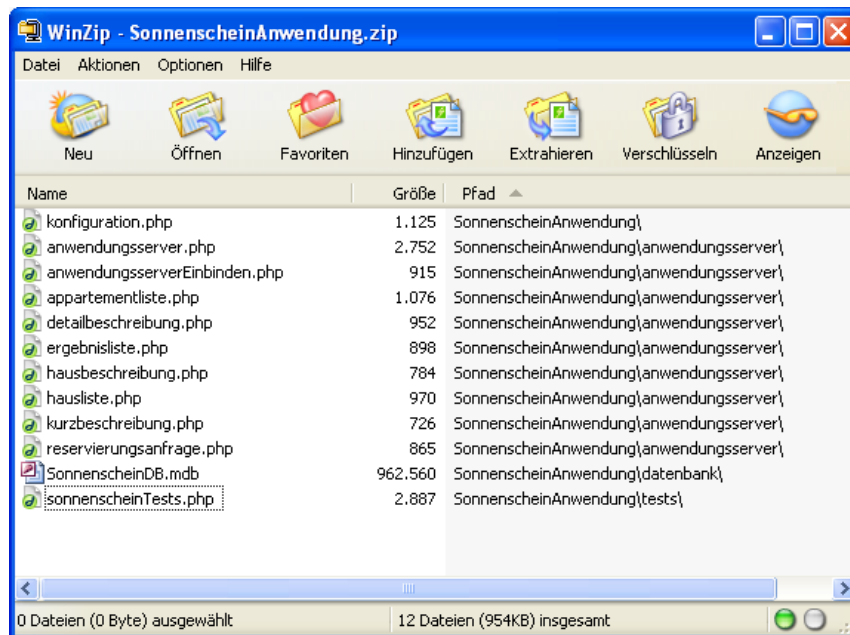 WinZip - SonnenscheinAnwendung.zip
Datei Aktionen Optionen Hilfe
Neu Öffnen Favoriten Hinzufügen Extrahieren Verschlüsseln Anzeigen
Name Größe Pfad
konfiguration.php 1.125 SonnenscheinAnwendung\
anwendungsserver.php 2.752 SonnenscheinAnwendung\anwendungsserver\
anwendungsserverEinbinden.php 915 SonnenscheinAnwendung\anwendungsserver\
appartementliste.php 1.076 SonnenscheinAnwendung\anwendungsserver\
detailbeschreibung.php 952 SonnenscheinAnwendung\anwendungsserver\
ergebnisliste.php 898 SonnenscheinAnwendung\anwendungsserver\
hausbeschreibung.php 784 SonnenscheinAnwendung\anwendungsserver\
hausliste.php 970 SonnenscheinAnwendung\anwendungsserver\
kurzbeschreibung.php 726 SonnenscheinAnwendung\anwendungsserver\
reservierungsanfrage.php 865 SonnenscheinAnwendung\anwendungsserver\
SonnenscheinDB.mdb 962.560 SonnenscheinAnwendung\datenbank\
sonnenscheinTests.php 2.887 SonnenscheinAnwendung\tests\
0 Dateien (0 Byte) ausgewählt 12 Dateien (954KB) insgesamt